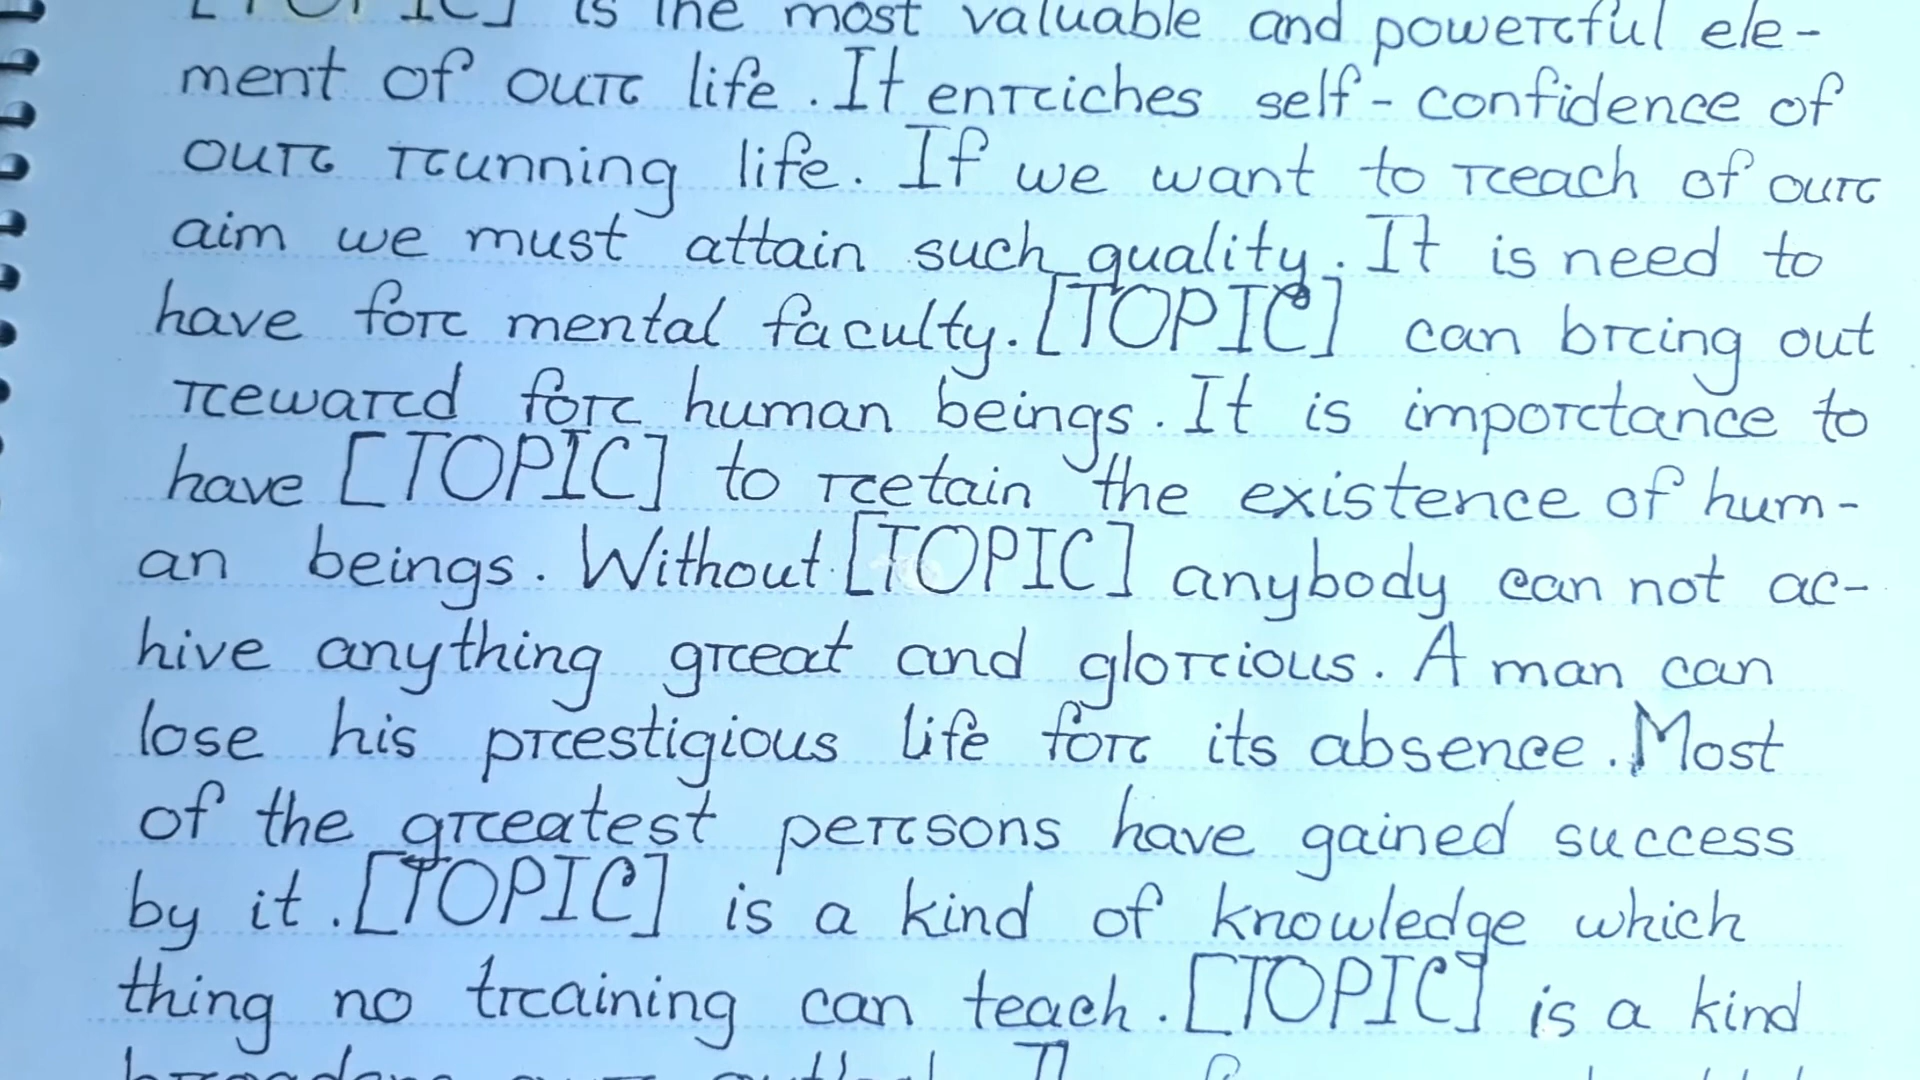 [TOPIC] is the most valuable and powerful ele-
ment of our life. It enriches self-confidence of
our running life. If we want to reach of our
aim we must attain such quality. It is need to
have for mental faculty. [TOPIC] can bring out
reward for human beings. It is importance to
have [TOPIC] to retain the existence of hum-
an beings. Without [TOPIC] anybody can not ac-
hive anything great and glorious. A man can
lose his prestigious life for its absence. Most
of the greatest persons have gained success
by it. [TOPIC] is a kind of knowledge which
thing no training can teach. [TOPIC] is a kind